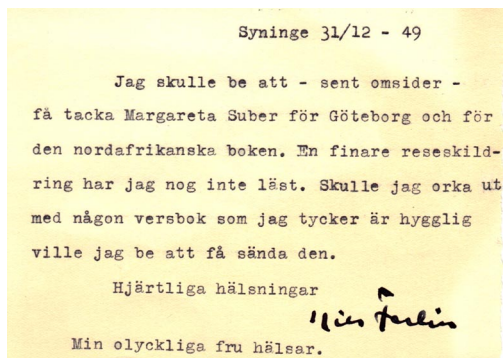 Syninge 31/12 - 49
Jag skulle be att - sent omsider -
få tacka Margareta Suber för Göteborg och för
den nordafrikanska boken. En finare reseskild-
ring har jag nog inte läst. Skulle jag orka ut
med någon versbok som jag tycker är hygglig
ville jag be att få sända den.
Hjärtliga hälsningar
Nils Ferlin
Min olyckliga fru hälsar.